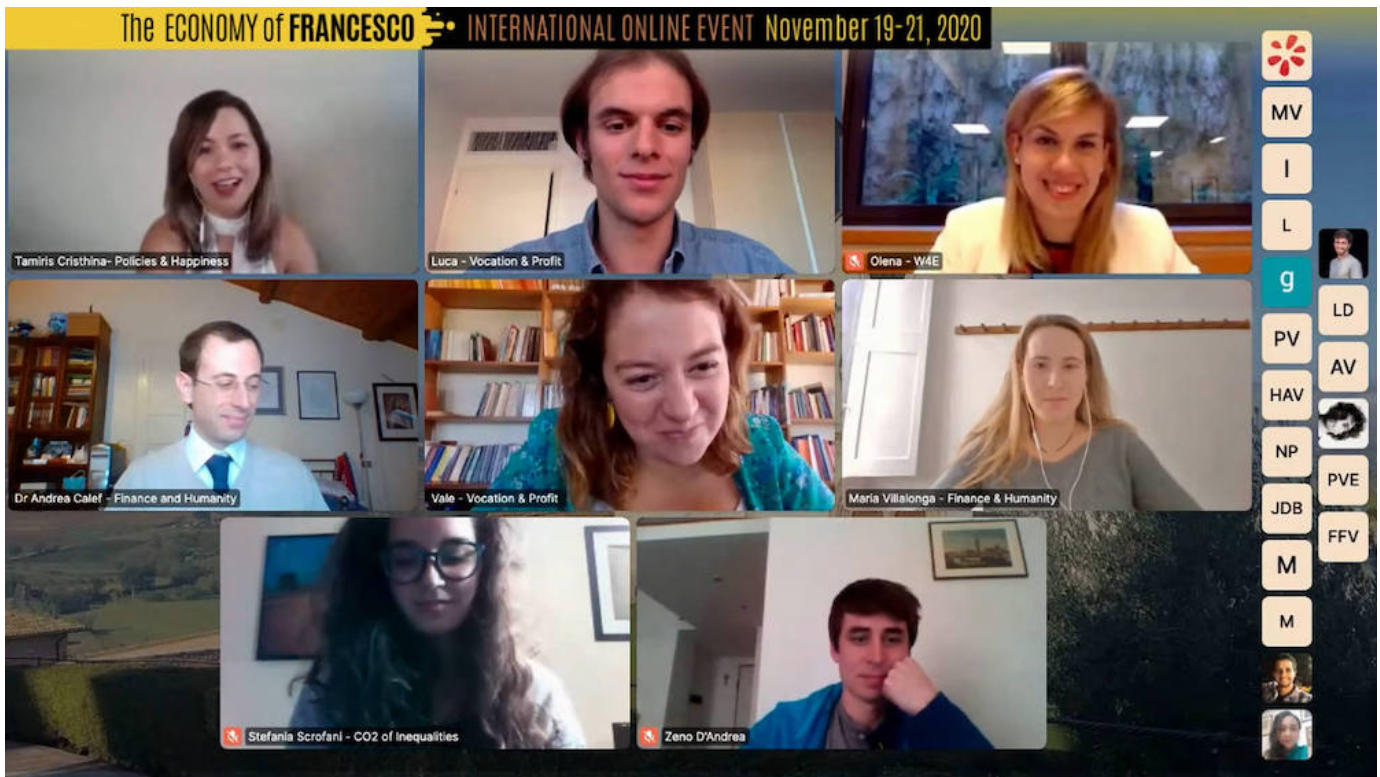 The ECONOMY of FRANCESCO INTERNATIONAL ONLINE EVENT November 19-21, 2020
Tamiris Cristhina- Policies & Happiness
Luca - Vocation & Profit
Olena - W4E
Dr Andrea Calef - Finance and Humanity
Vale - Vocation & Profit
Maria Villalonga - Finance & Humanity
Stefania Scrofani - CO2 of Inequalities
Zeno D'Andrea
MV
I
L
g
PV
HAV
NP
JDB
M
M
LD
AV
PVE
FFV